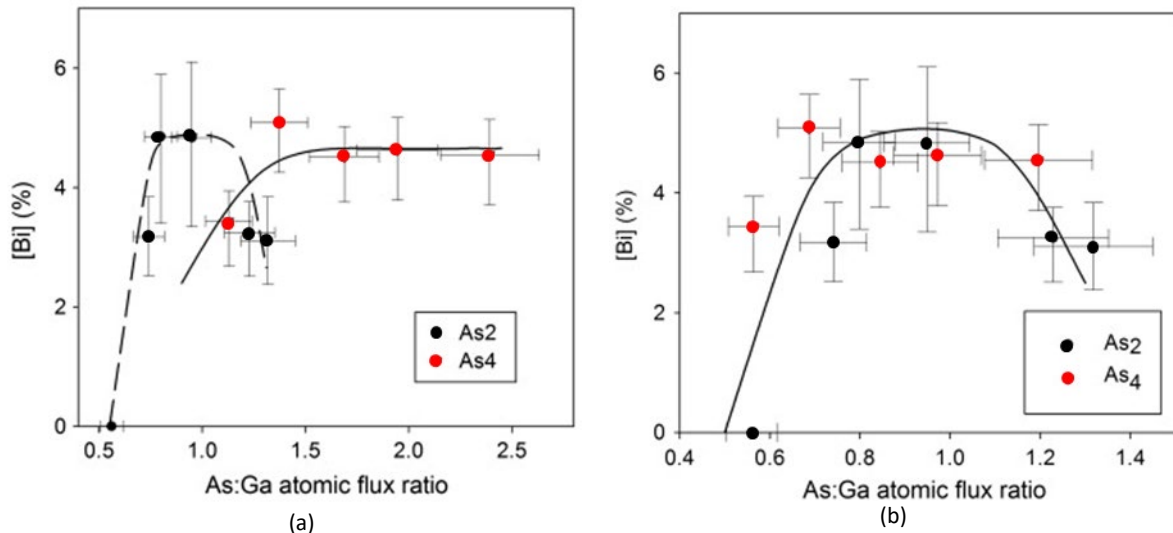 6
4
2
0
[Bi] (%)
0.5 1.0 1.5 2.0 2.5
As:Ga atomic flux ratio
As2
As4
(a)
6
4
2
0
[Bi] (%)
0.4 0.6 0.8 1.0 1.2 1.4
As:Ga atomic flux ratio
As₂
As₄
(b)